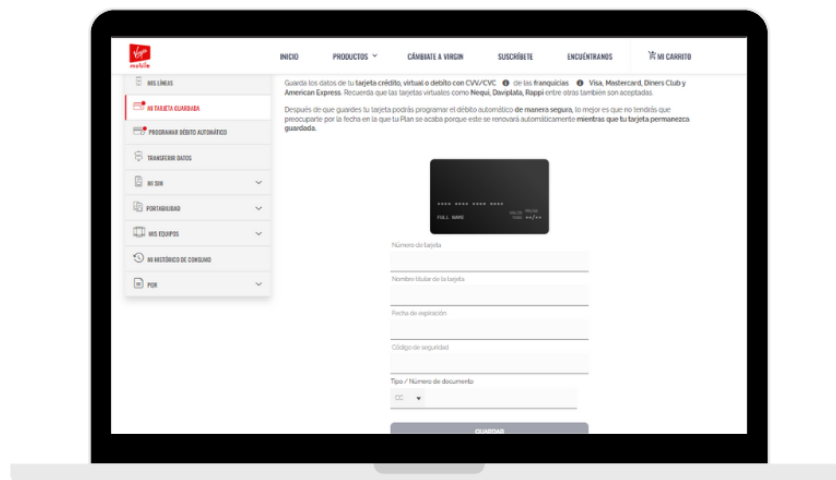 Virgin
mobile
INICIO
PRODUCTOS
CÁMBIATE A VIRGIN
SUSCRÍBETE
ENCUÉNTRANOS
MI CARRITO
MIS LÍNEAS
MI TARJETA GUARDADA
PROGRAMAR DÉBITO AUTOMÁTICO
TRANSFERIR DATOS
MI SIM
PORTABILIDAD
MIS EQUIPOS
MI HISTÓRICO DE CONSUMO
PQR
Guarda los datos de tu tarjeta crédito, virtual o debito con CVV/CVC de las franquicias Visa, Mastercard, Diners Club y
American Express. Recuerda que las tarjetas virtuales como Nequi, Daviplata, Rappi entre otras tambien son aceptadas.
Después de que guardes tu tarjeta podrás programar el débito automático de manera segura, lo mejor es que no tendrás que
preocuparte por la fecha en la que tu Plan se acaba porque este se renovará automáticamente mientras que tu tarjeta permanezca
guardada.
**** **** **** ****
FULL NAME
**/**
Número de tarjeta
Nombre titular de la tarjeta
Fecha de expiración
Código de seguridad
Tipo / Número de documento
CC
GUARDAR